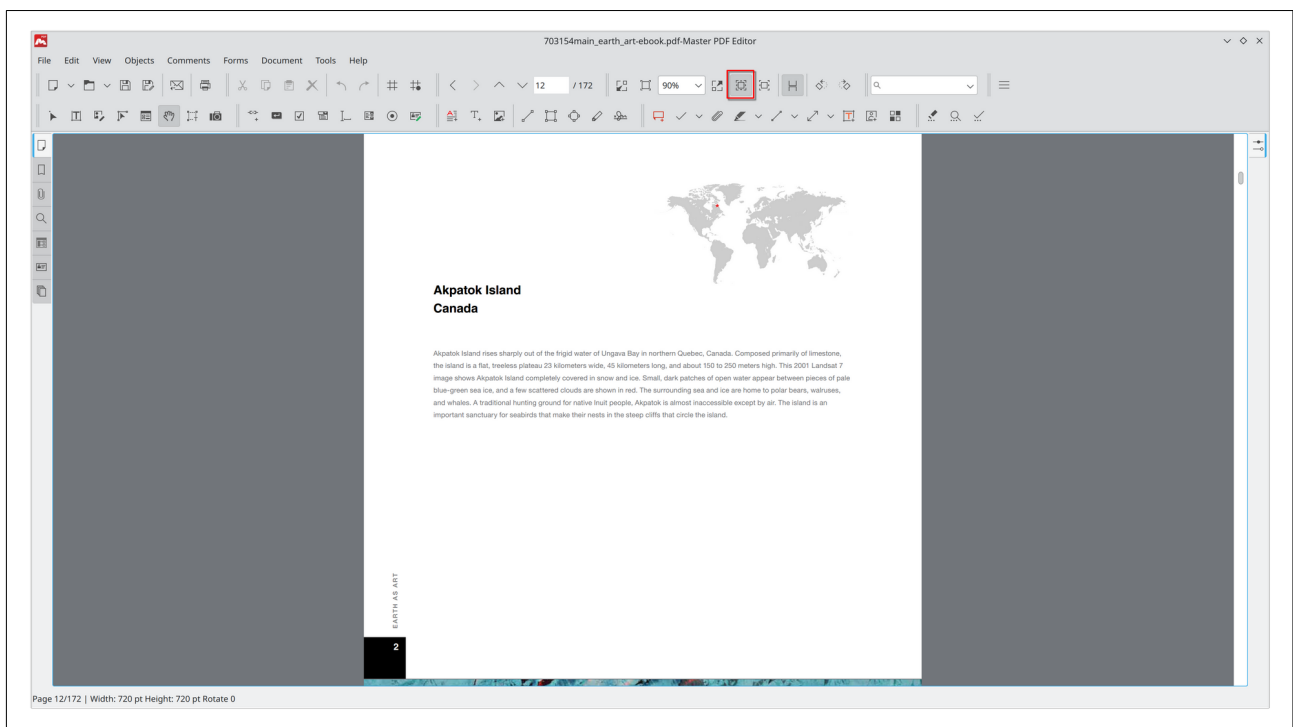 703154main_earth_art-ebook.pdf-Master PDF Editor
File Edit View Objects Comments Forms Document Tools Help
12 / 172 90%
Akpatok Island
Canada
Akpatok Island rises sharply out of the frigid water of Ungava Bay in northern Quebec, Canada. Composed primarily of limestone,
the island is a flat, treeless plateau 23 kilometers wide, 45 kilometers long, and about 150 to 250 meters high. This 2001 Landsat 7
image shows Akpatok Island completely covered in snow and ice. Small, dark patches of open water appear between pieces of pale
blue-green sea ice, and a few scattered clouds are shown in red. The surrounding sea and ice are home to polar bears, walruses,
and whales. A traditional hunting ground for native Inuit people, Akpatok is almost inaccessible except by air. The island is an
important sanctuary for seabirds that make their nests in the steep cliffs that circle the island.
EARTH AS ART
2
Page 12/172 | Width: 720 pt Height: 720 pt Rotate 0